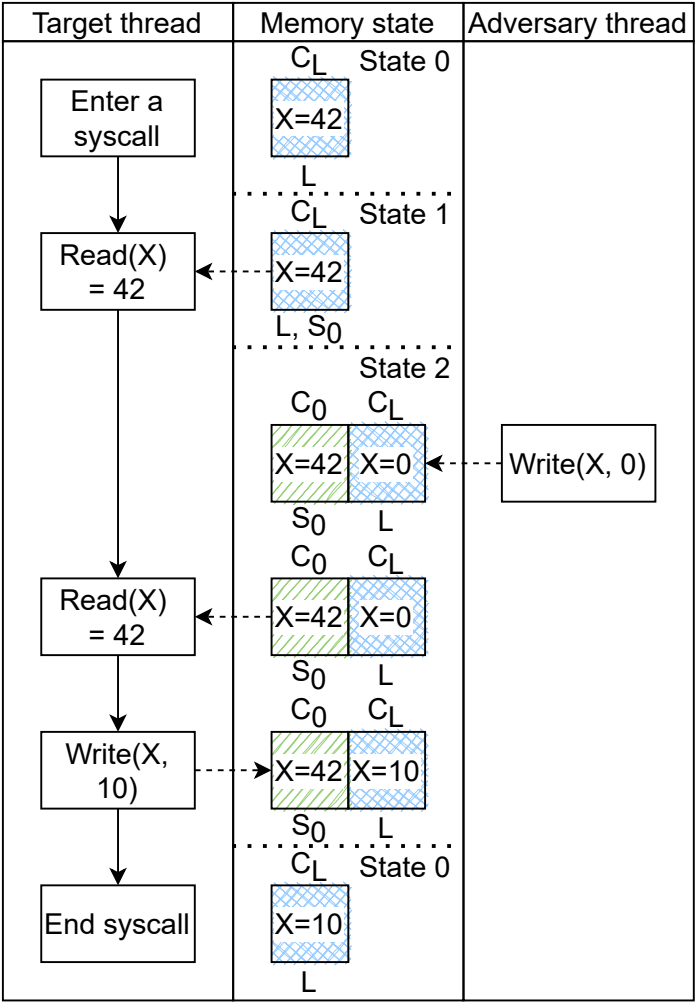 Target thread
Memory state
Adversary thread
C_L
State 0
Enter a
syscall
X=42
L
C_L
State 1
Read(X)
= 42
X=42
L, S_0
State 2
C_0
C_L
X=42
X=0
Write(X, 0)
S_0
L
C_0
C_L
Read(X)
= 42
X=42
X=0
S_0
L
C_0
C_L
Write(X,
10)
X=42
X=10
S_0
L
C_L
State 0
End syscall
X=10
L